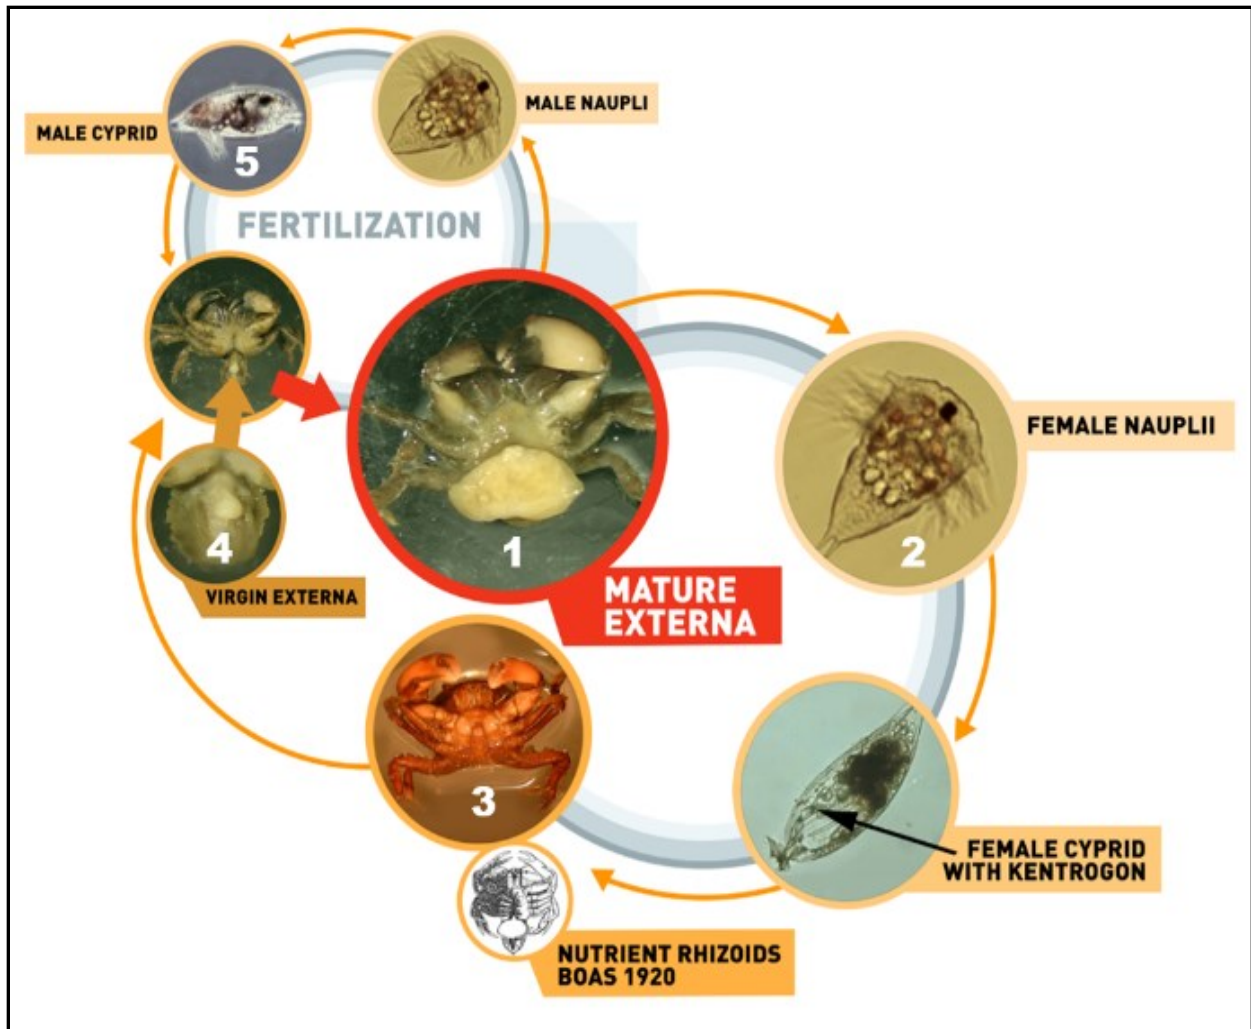 MALE NAUPLI
MALE CYPRID
5
FERTILIZATION
FEMALE NAUPLII
4
1
2
VIRGIN EXTERNA
MATURE
EXTERNA
3
FEMALE CYPRID
WITH KENTROGON
NUTRIENT RHIZOIDS
BOAS 1920